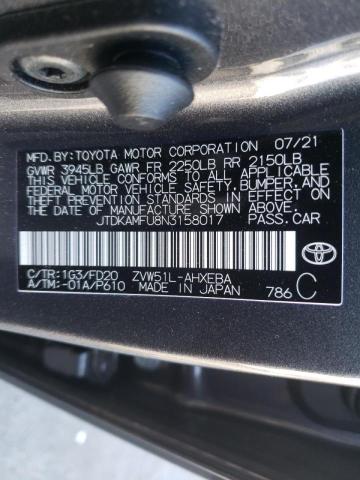 MFD.BY:TOYOTA MOTOR CORPORATION 07/21
GVWR 3945LB GAWR FR 2250LB RR 2150LB
THIS VEHICLE CONFORMS TO ALL APPLICABLE
FEDERAL MOTOR VEHICLE SAFETY, BUMPER, AND
THEFT PREVENTION STANDARDS IN EFFECT ON
THE DATE OF MANUFACTURE SHOWN ABOVE.
JTDKAMFU8N3158017 PASS.CAR
C/TR:1G3/FD20 ZVW51L-AHXEBA
A/TM:-01A/P610 MADE IN JAPAN 786 C
TOYOTA